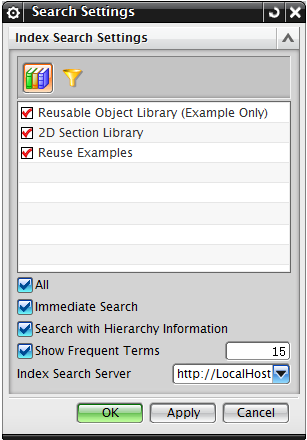 Search Settings
Index Search Settings
Reusable Object Library (Example Only)
2D Section Library
Reuse Examples
All
Immediate Search
Search with Hierarchy Information
Show Frequent Terms 15
Index Search Server http://LocalHost
OK Apply Cancel